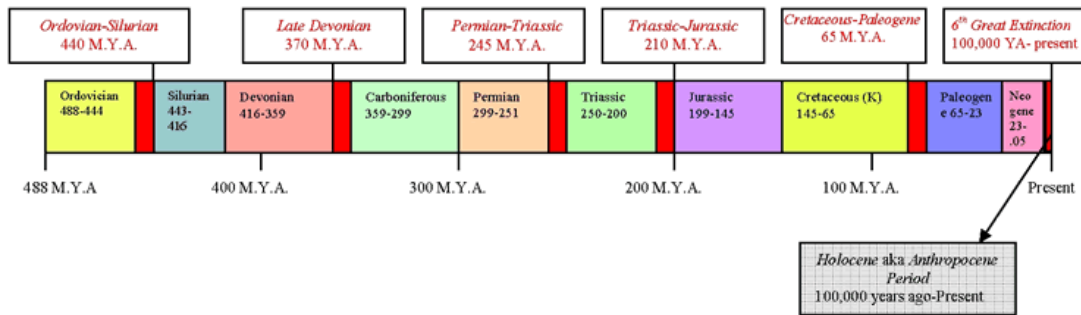 Ordovian-Silurian
440 M.Y.A.
Late Devonian
370 M.Y.A.
Permian-Triassic
245 M.Y.A.
Triassic-Jurassic
210 M.Y.A.
Cretaceous-Paleogene
65 M.Y.A.
6th Great Extinction
100,000 YA- present
Ordovician
488-444
Silurian
443-
416
Devonian
416-359
Carboniferous
359-299
Permian
299-251
Triassic
250-200
Jurassic
199-145
Cretaceous (K)
145-65
Paleogen
e 65-23
Neo
gene
23-
.05
488 M.Y.A
400 M.Y.A.
300 M.Y.A.
200 M.Y.A.
100 M.Y.A.
Present
Holocene aka Anthropocene
Period
100,000 years ago-Present